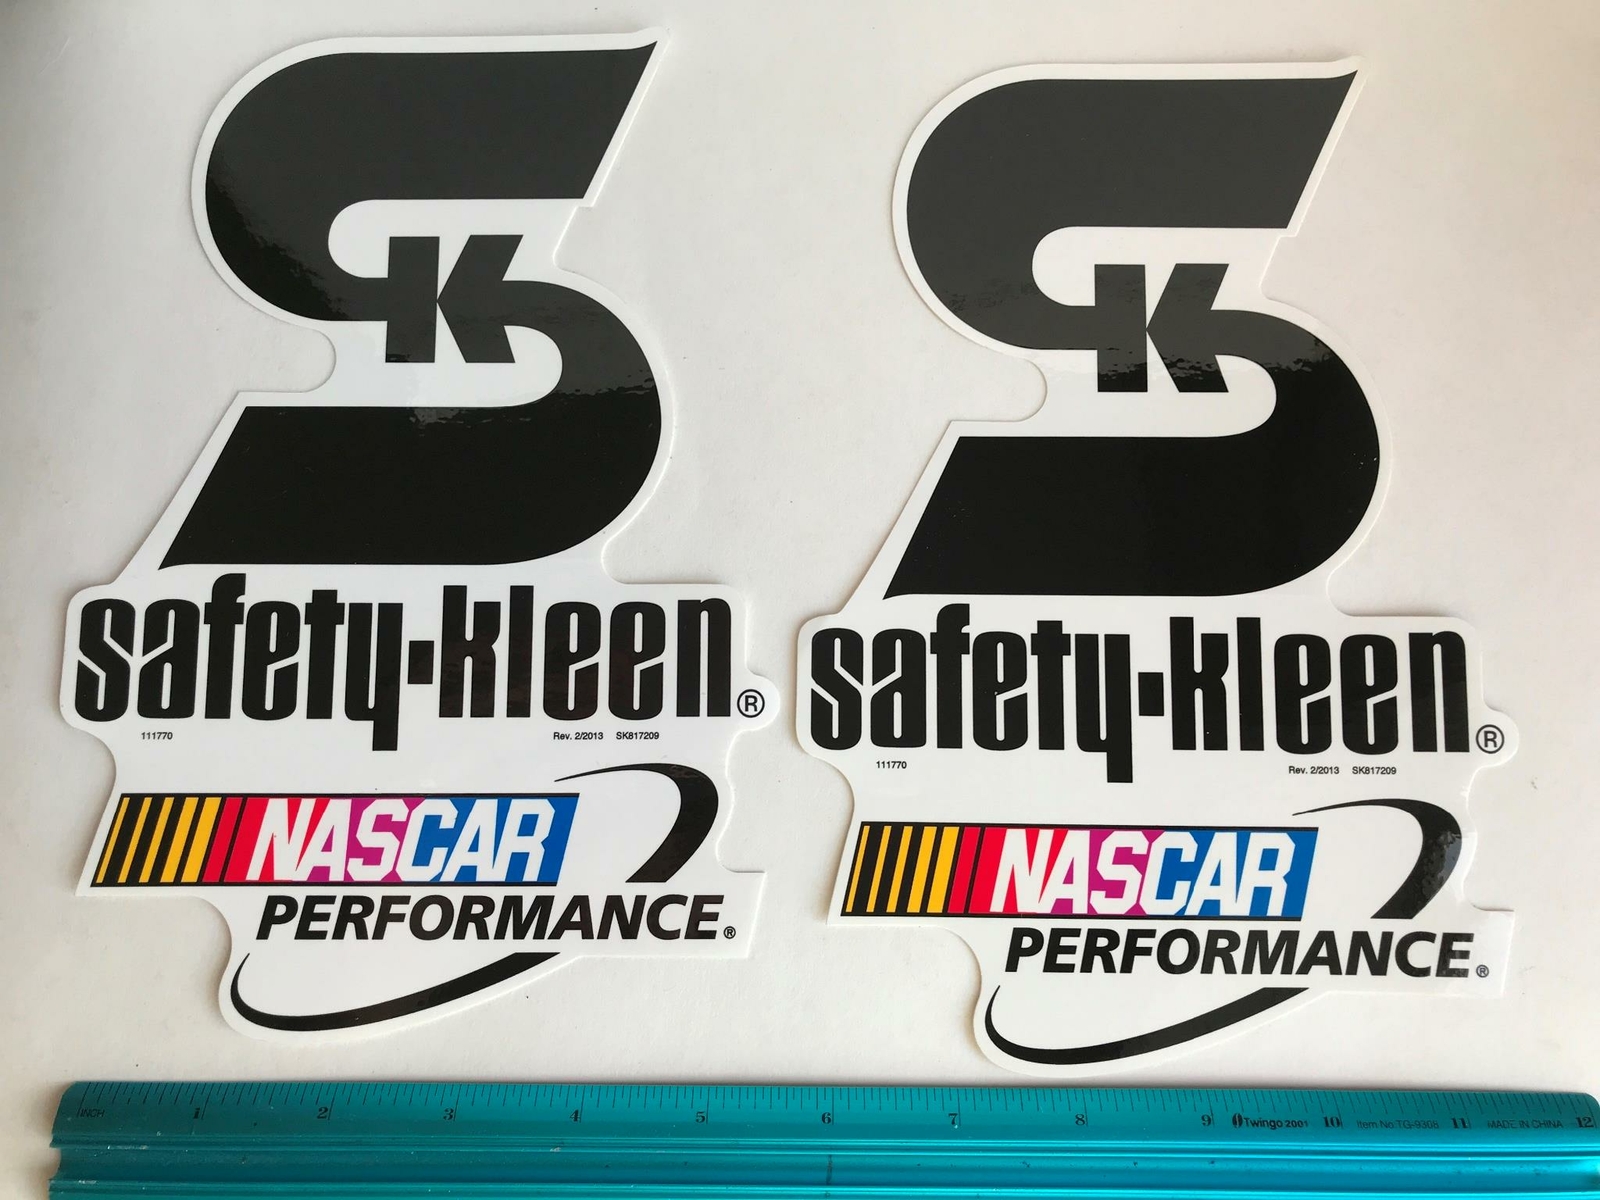 SK
safety-kleen®
111770 Rev. 2/2013 SK817209
NASCAR
PERFORMANCE®
SK
safety-kleen®
111770 Rev. 2/2013 SK817209
NASCAR
PERFORMANCE®
INCH 1 2 3 4 5 6 7 8 9 Twingo 2001 10 Item No:TG-9308 11 MADE IN CHINA 12